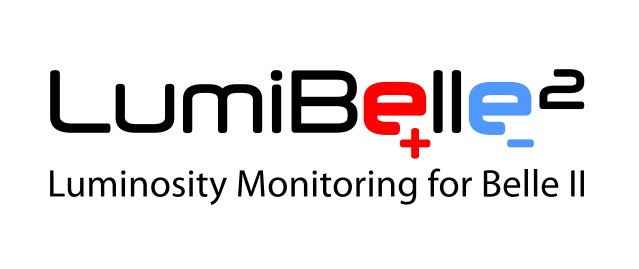 LumiBelle²
+ -
Luminosity Monitoring for Belle II